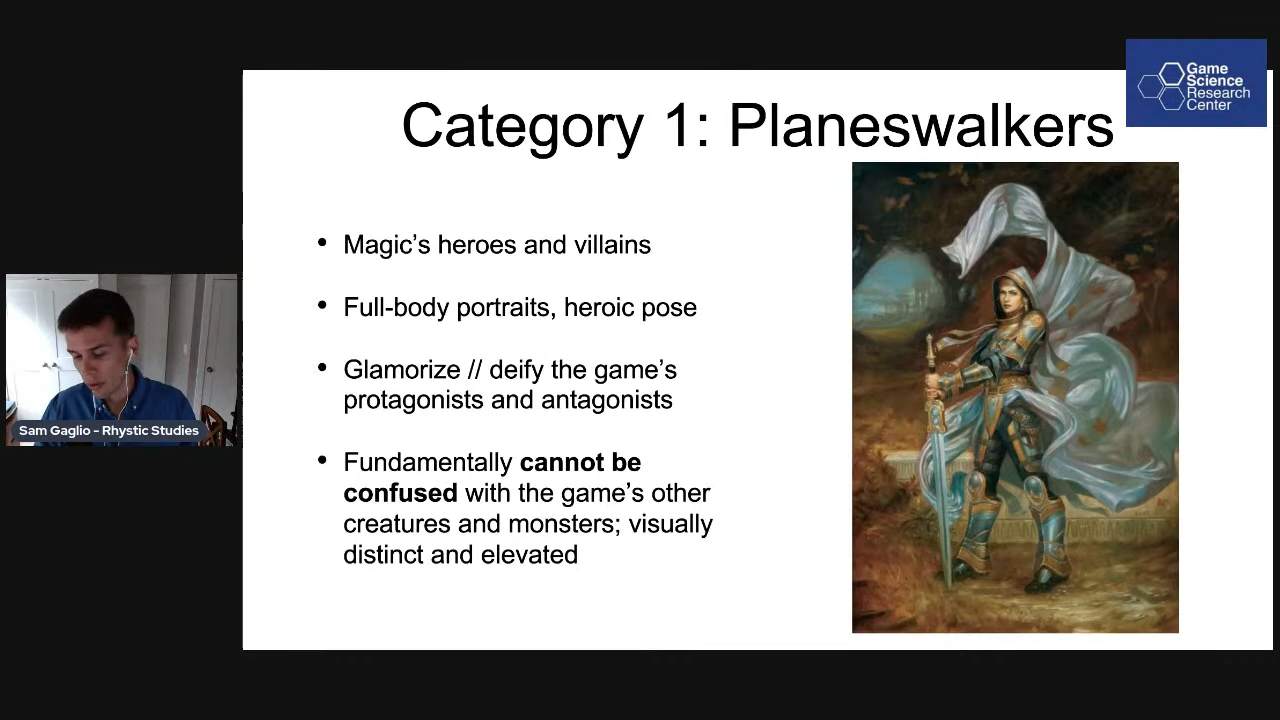 Game
Science
Research
Center
Category 1: Planeswalkers
• Magic’s heroes and villains
• Full-body portraits, heroic pose
• Glamorize // deify the game’s
protagonists and antagonists
• Fundamentally cannot be
confused with the game’s other
creatures and monsters; visually
distinct and elevated
Sam Gaglio - Rhystic Studies